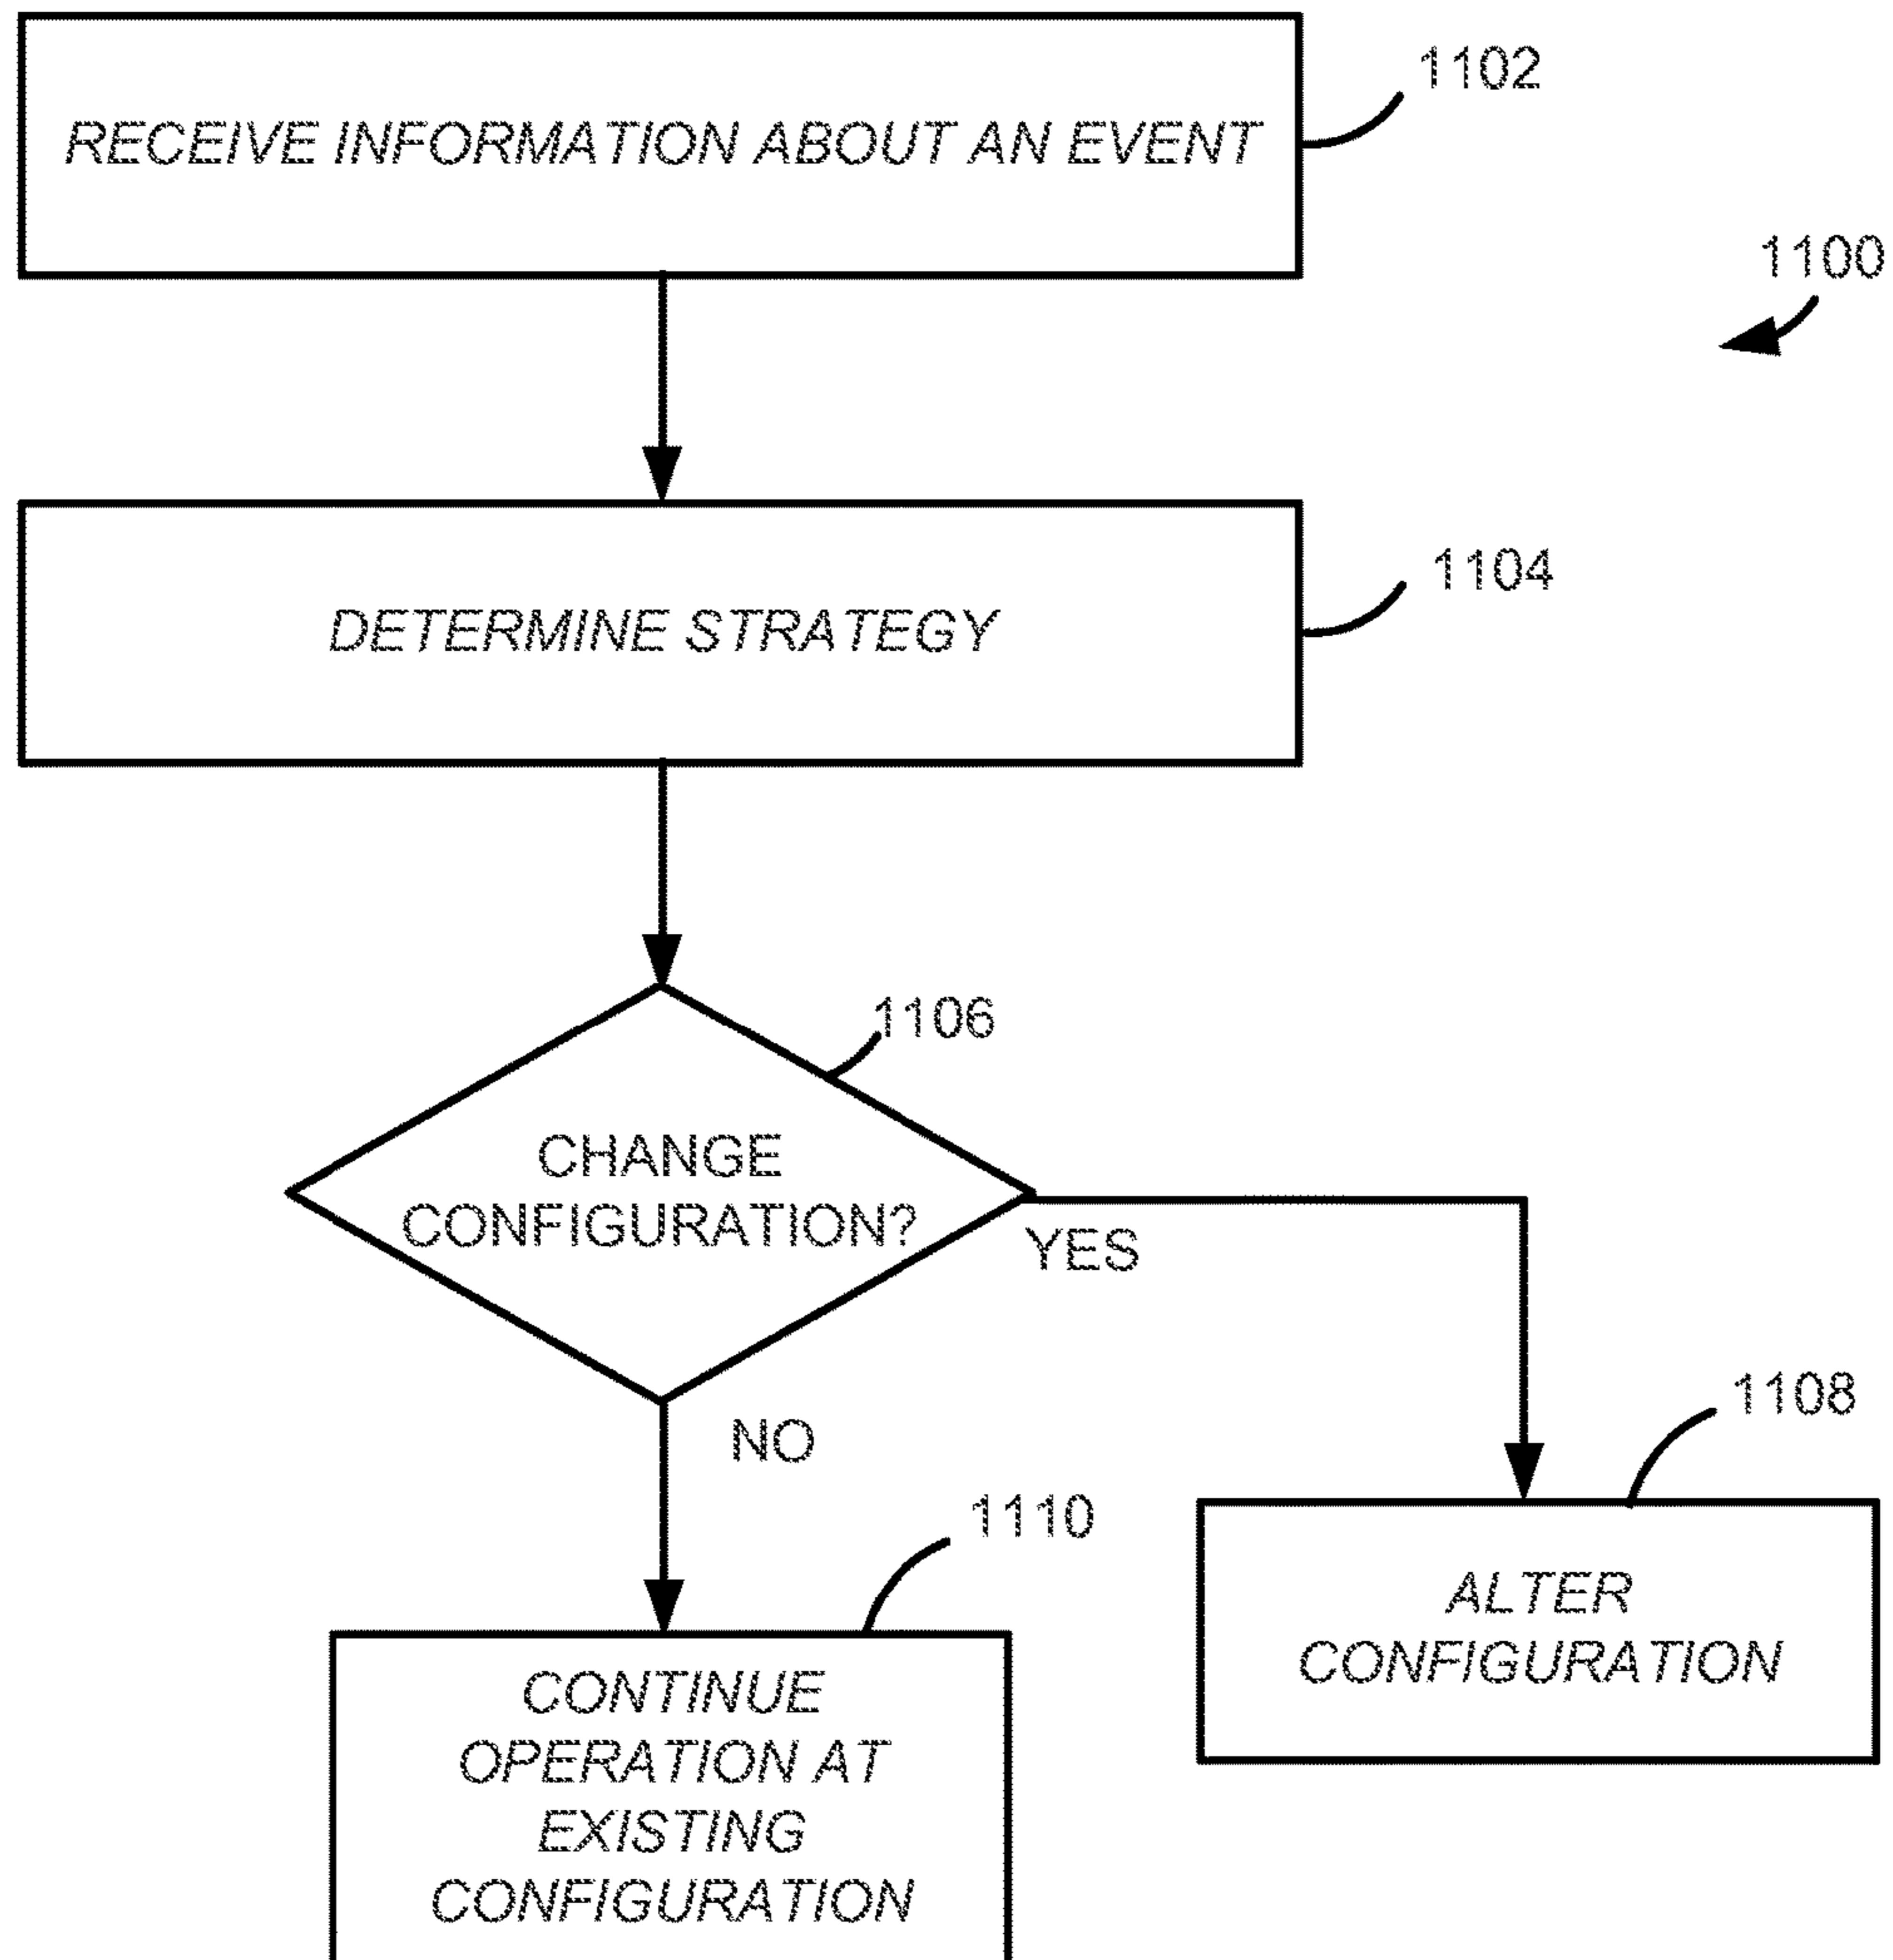 1102
RECEIVE INFORMATION ABOUT AN EVENT
1100
1104
DETERMINE STRATEGY
1106
CHANGE
CONFIGURATION?
YES
NO
1108
ALTER
CONFIGURATION
1110
CONTINUE
OPERATION AT
EXISTING
CONFIGURATION